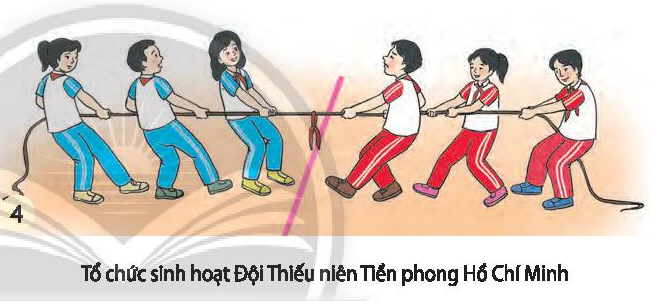 4
Tổ chức sinh hoạt Đội Thiếu niên Tiền phong Hồ Chí Minh